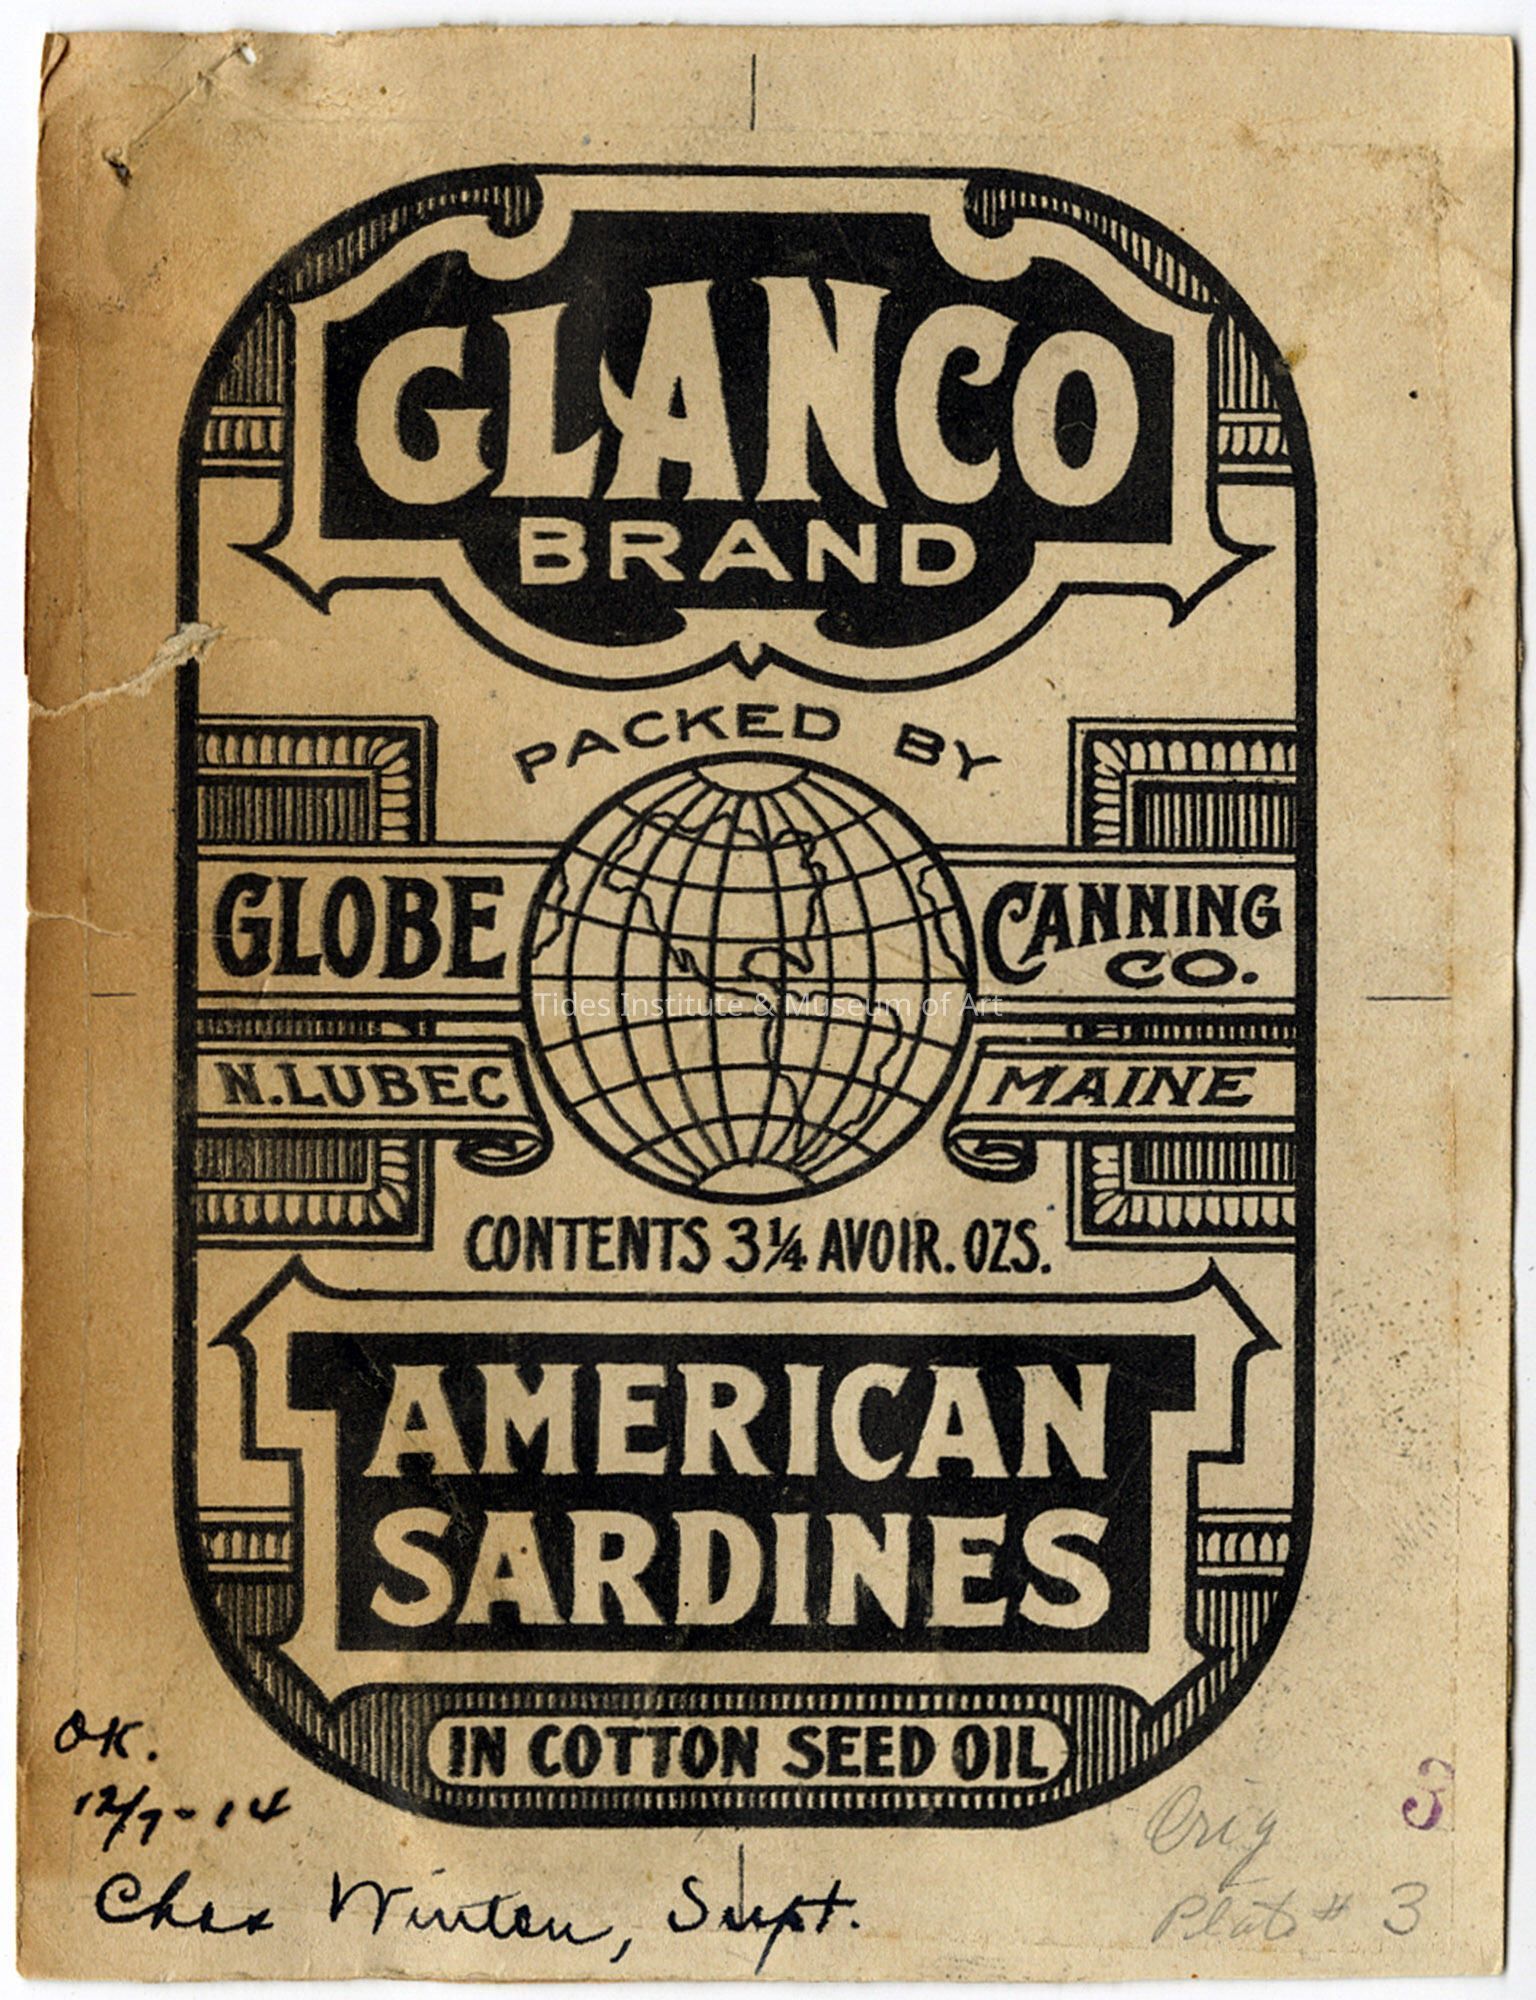 GLANCO
BRAND
PACKED BY
GLOBE CANNING CO.
N. LUBEC MAINE
Tides Institute & Museum of Art
CONTENTS 3¼ AVOIR. OZS.
AMERICAN
SARDINES
IN COTTON SEED OIL
OK.
12/7-14
Chas Winton, Supt.
Orig
Plate # 3
3